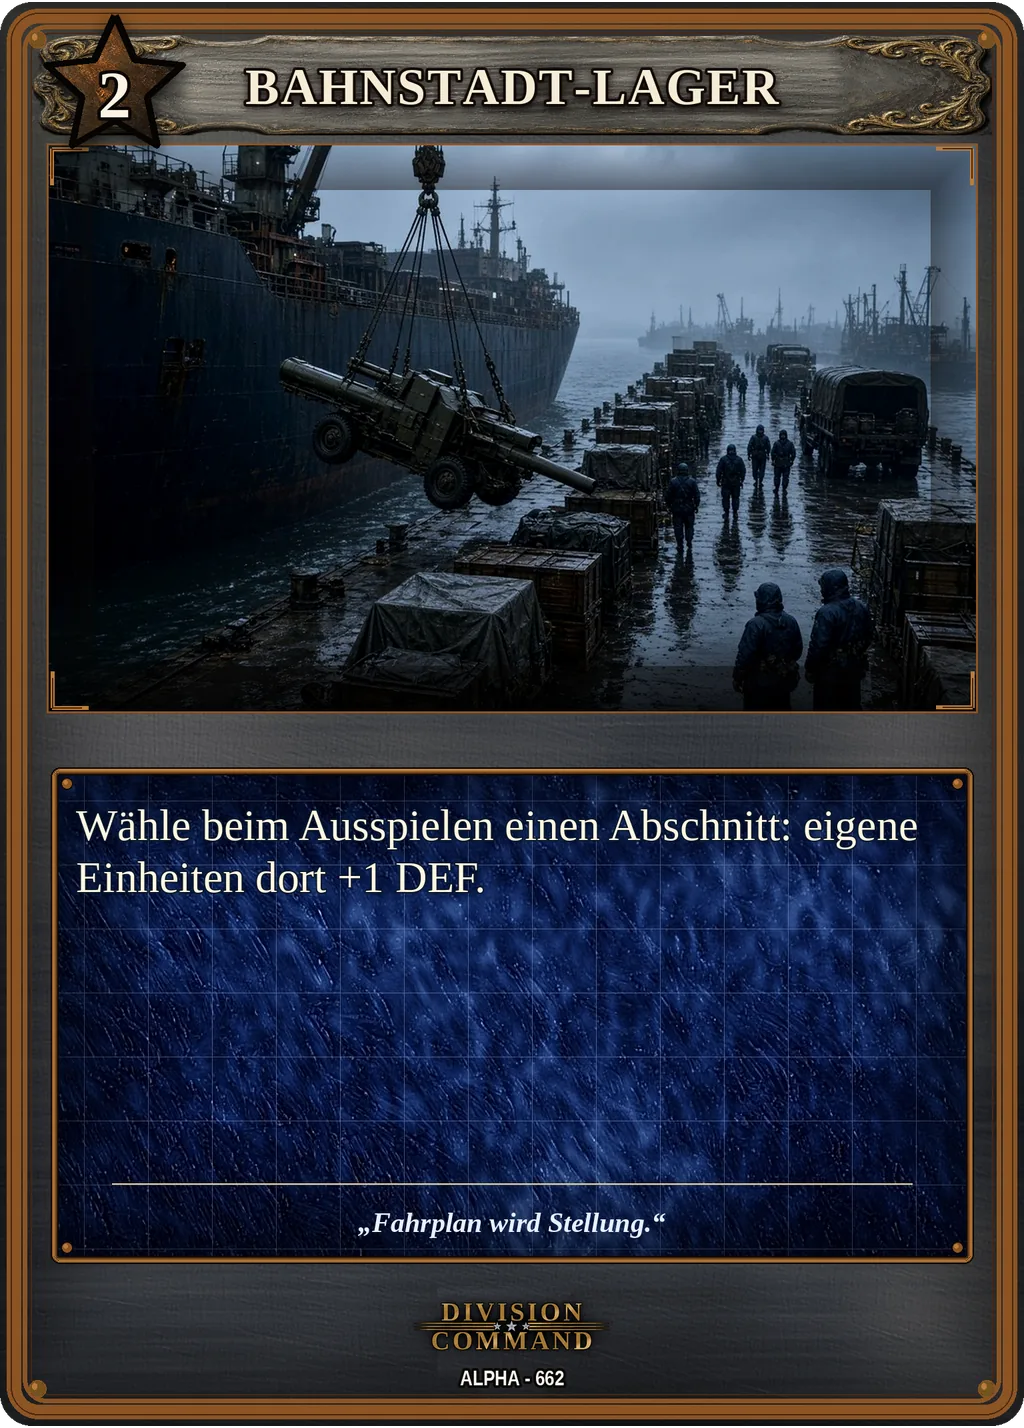 2
BAHNSTADT-LAGER
Wähle beim Ausspielen einen Abschnitt: eigene
Einheiten dort +1 DEF.
„Fahrplan wird Stellung.“
DIVISION
COMMAND
ALPHA - 662